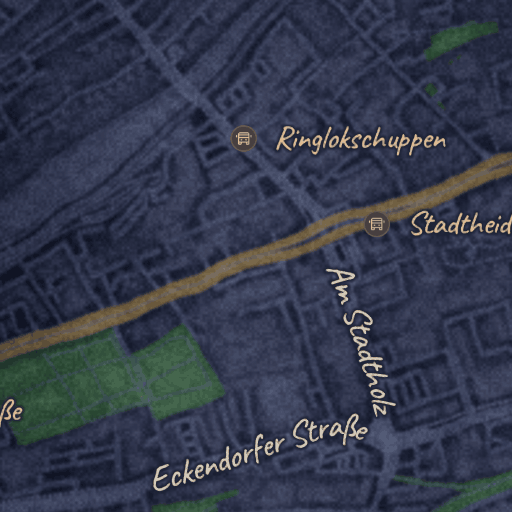 Ringlokschuppen
Stadtheid
Am Stadtholz
ße
Eckendorfer Straße